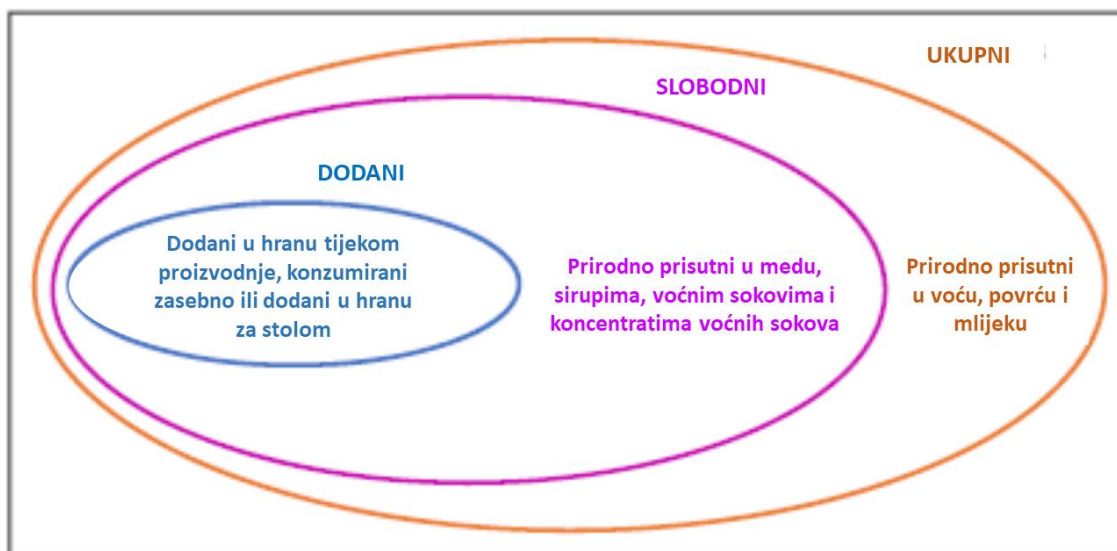 UKUPNI
SLOBODNI
DODANI
Dodani u hranu tijekom
proizvodnje, konzumirani
zasebno ili dodani u hranu
za stolom
Prirodno prisutni u medu,
sirupima, voćnim sokovima i
koncentratima voćnih sokova
Prirodno prisutni
u voću, povrću i
mlijeku